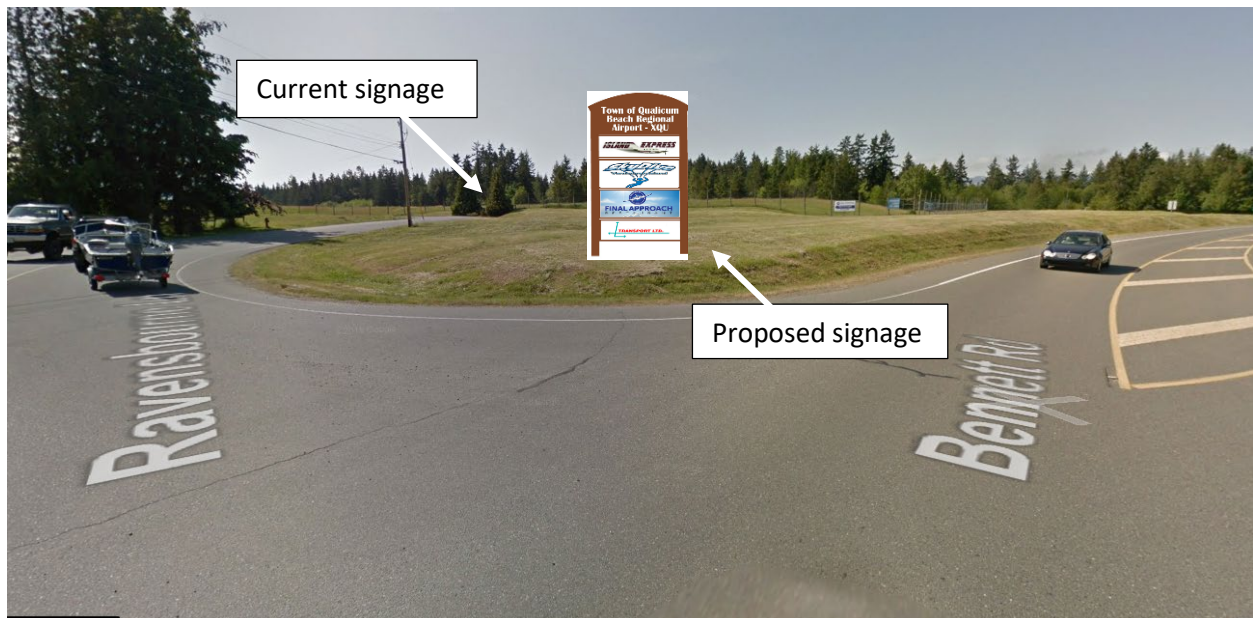 Current signage
Town of Qualicum
Beach Regional
Airport - XQU
ISLAND EXPRESS
FINAL APPROACH
TRANSPORT LTD.
Proposed signage
Ravensbourne
Bennett Rd